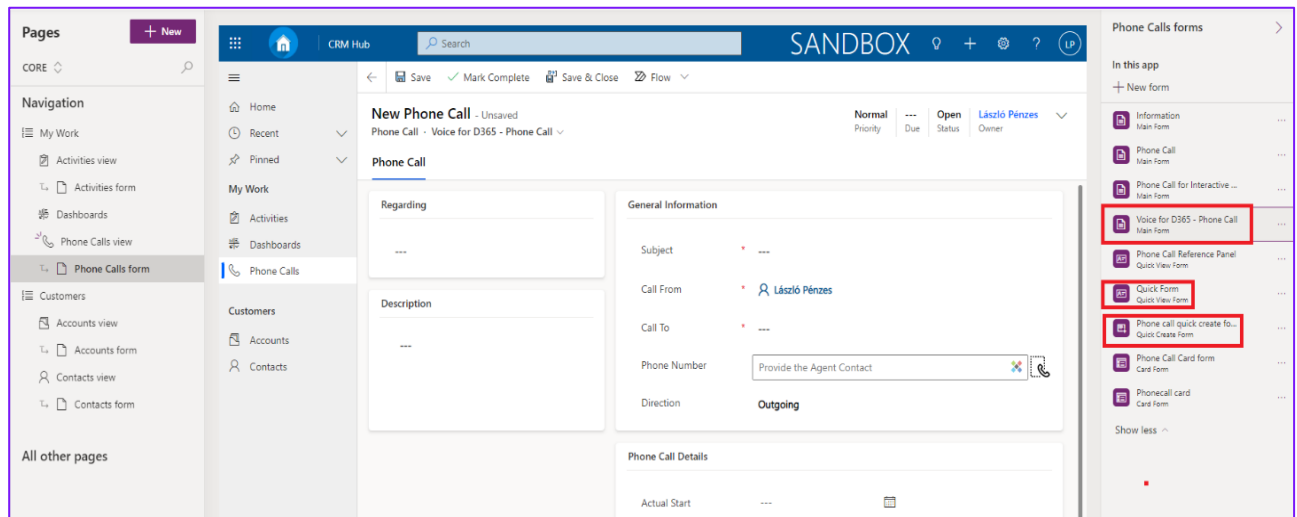 Pages
+ New
CORE
Navigation
My Work
Activities view
Activities form
Dashboards
Phone Calls view
Phone Calls form
Customers
Accounts view
Accounts form
Contacts view
Contacts form
All other pages
CRM Hub
Search
SANDBOX
+
?
LP
Save
Mark Complete
Save & Close
Flow
Home
Recent
Pinned
My Work
Activities
Dashboards
Phone Calls
Customers
Accounts
Contacts
New Phone Call - Unsaved
Phone Call · Voice for D365 - Phone Call
Normal
Priority
---
Due
Open
Status
László Pénzes
Owner
Phone Call
Regarding
---
Description
---
General Information
Subject * ---
Call From * László Pénzes
Call To * ---
Phone Number Provide the Agent Contact
Direction Outgoing
Phone Call Details
Actual Start ---
Phone Calls forms
In this app
+ New form
Information
Main Form
...
Phone Call
Main Form
...
Phone Call for Interactive ...
Main Form
...
Voice for D365 - Phone Call
Main Form
...
Phone Call Reference Panel
Quick View Form
...
Quick Form
Quick View Form
...
Phone call quick create fo...
Quick Create Form
...
Phone Call Card form
Card Form
...
Phonecall card
Card Form
...
Show less